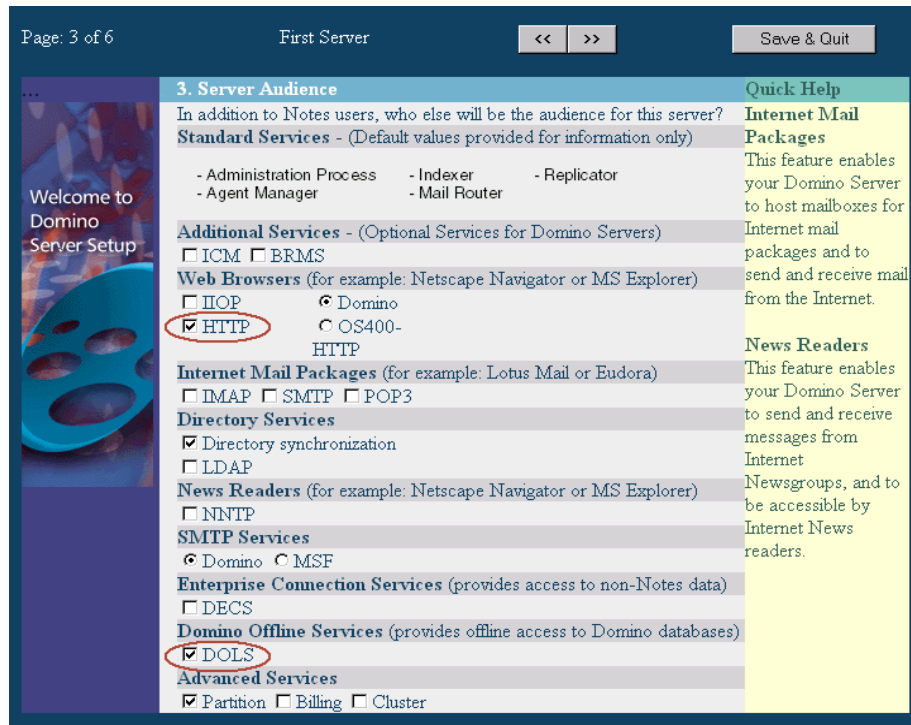 Page: 3 of 6
First Server
<<
>>
Save & Quit
...
Welcome to
Domino
Server Setup
3. Server Audience
In addition to Notes users, who else will be the audience for this server?
Standard Services - (Default values provided for information only)
- Administration Process - Indexer - Replicator
- Agent Manager - Mail Router
Additional Services - (Optional Services for Domino Servers)
ICM BRMS
Web Browsers (for example: Netscape Navigator or MS Explorer)
IIOP Domino
HTTP OS400-
HTTP
Internet Mail Packages (for example: Lotus Mail or Eudora)
IMAP SMTP POP3
Directory Services
Directory synchronization
LDAP
News Readers (for example: Netscape Navigator or MS Explorer)
NNTP
SMTP Services
Domino MSF
Enterprise Connection Services (provides access to non-Notes data)
DECS
Domino Offline Services (provides offline access to Domino databases)
DOLS
Advanced Services
Partition Billing Cluster
Quick Help
Internet Mail
Packages
This feature enables
your Domino Server
to host mailboxes for
Internet mail
packages and to
send and receive mail
from the Internet.
News Readers
This feature enables
your Domino Server
to send and receive
messages from
Internet
Newsgroups, and to
be accessible by
Internet News
readers.